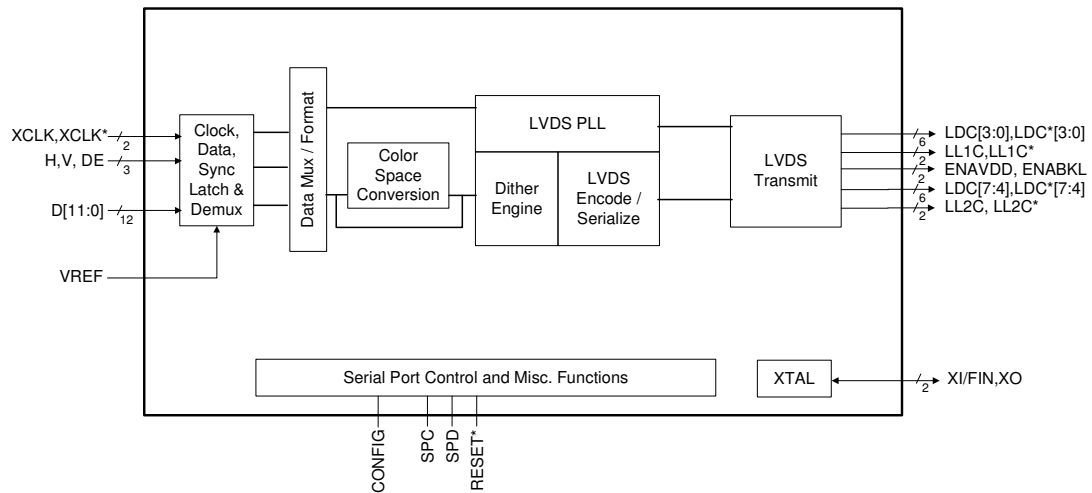 XCLK,XCLK*
2
H,V, DE
3
D[11:0]
12
VREF
Clock,
Data,
Sync
Latch &
Demux
Data Mux / Format
Color
Space
Conversion
LVDS PLL
Dither
Engine
LVDS
Encode /
Serialize
LVDS
Transmit
LDC[3:0],LDC*[3:0]
6
LL1C,LL1C*
2
ENAVDD, ENABKL
2
LDC[7:4],LDC*[7:4]
6
LL2C, LL2C*
2
Serial Port Control and Misc. Functions
XTAL
2
XI/FIN,XO
CONFIG
SPC
SPD
RESET*